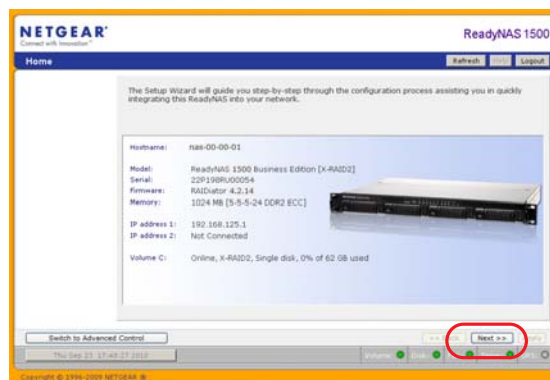 NETGEAR®
Connect with Innovation™
ReadyNAS 1500
Home
Refresh Help Logout
The Setup Wizard will guide you step-by-step through the configuration process assisting you in quickly
integrating this ReadyNAS into your network.
Hostname: nas-00-00-01
Model: ReadyNAS 1500 Business Edition [X-RAID2]
Serial: 22P198RU00054
Firmware: RAIDiator 4.2.14
Memory: 1024 MB [5-5-5-24 DDR2 ECC]
IP address 1: 192.168.125.1
IP address 2: Not Connected
Volume C: Online, X-RAID2, Single disk, 0% of 62 GB used
Switch to Advanced Control
<< Back Next >> Apply
Thu Sep 23 17:49:27 2010
Volume: Disk:
Copyright © 1996-2009 NETGEAR ®